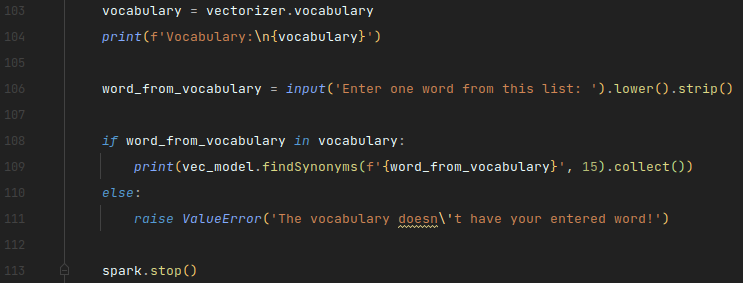 103 vocabulary = vectorizer.vocabulary
104 print(f'Vocabulary:\n{vocabulary}')
105
106 word_from_vocabulary = input('Enter one word from this list: ').lower().strip()
107
108 if word_from_vocabulary in vocabulary:
109 print(vec_model.findSynonyms(f'{word_from_vocabulary}', 15).collect())
110 else:
111 raise ValueError('The vocabulary doesn\'t have your entered word!')
112
113 spark.stop()